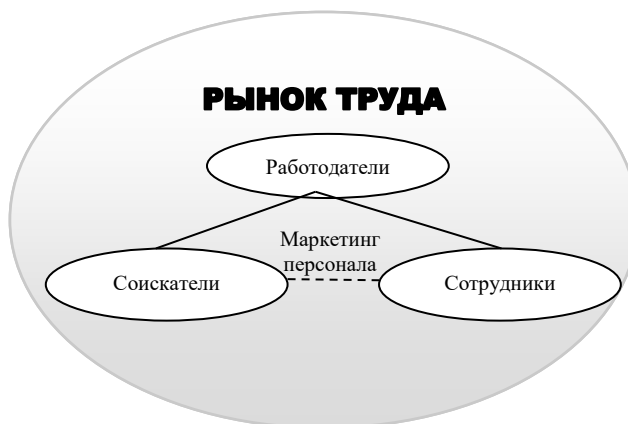 РЫНОК ТРУДА
Работодатели
Маркетинг
персонала
Соискатели
Сотрудники